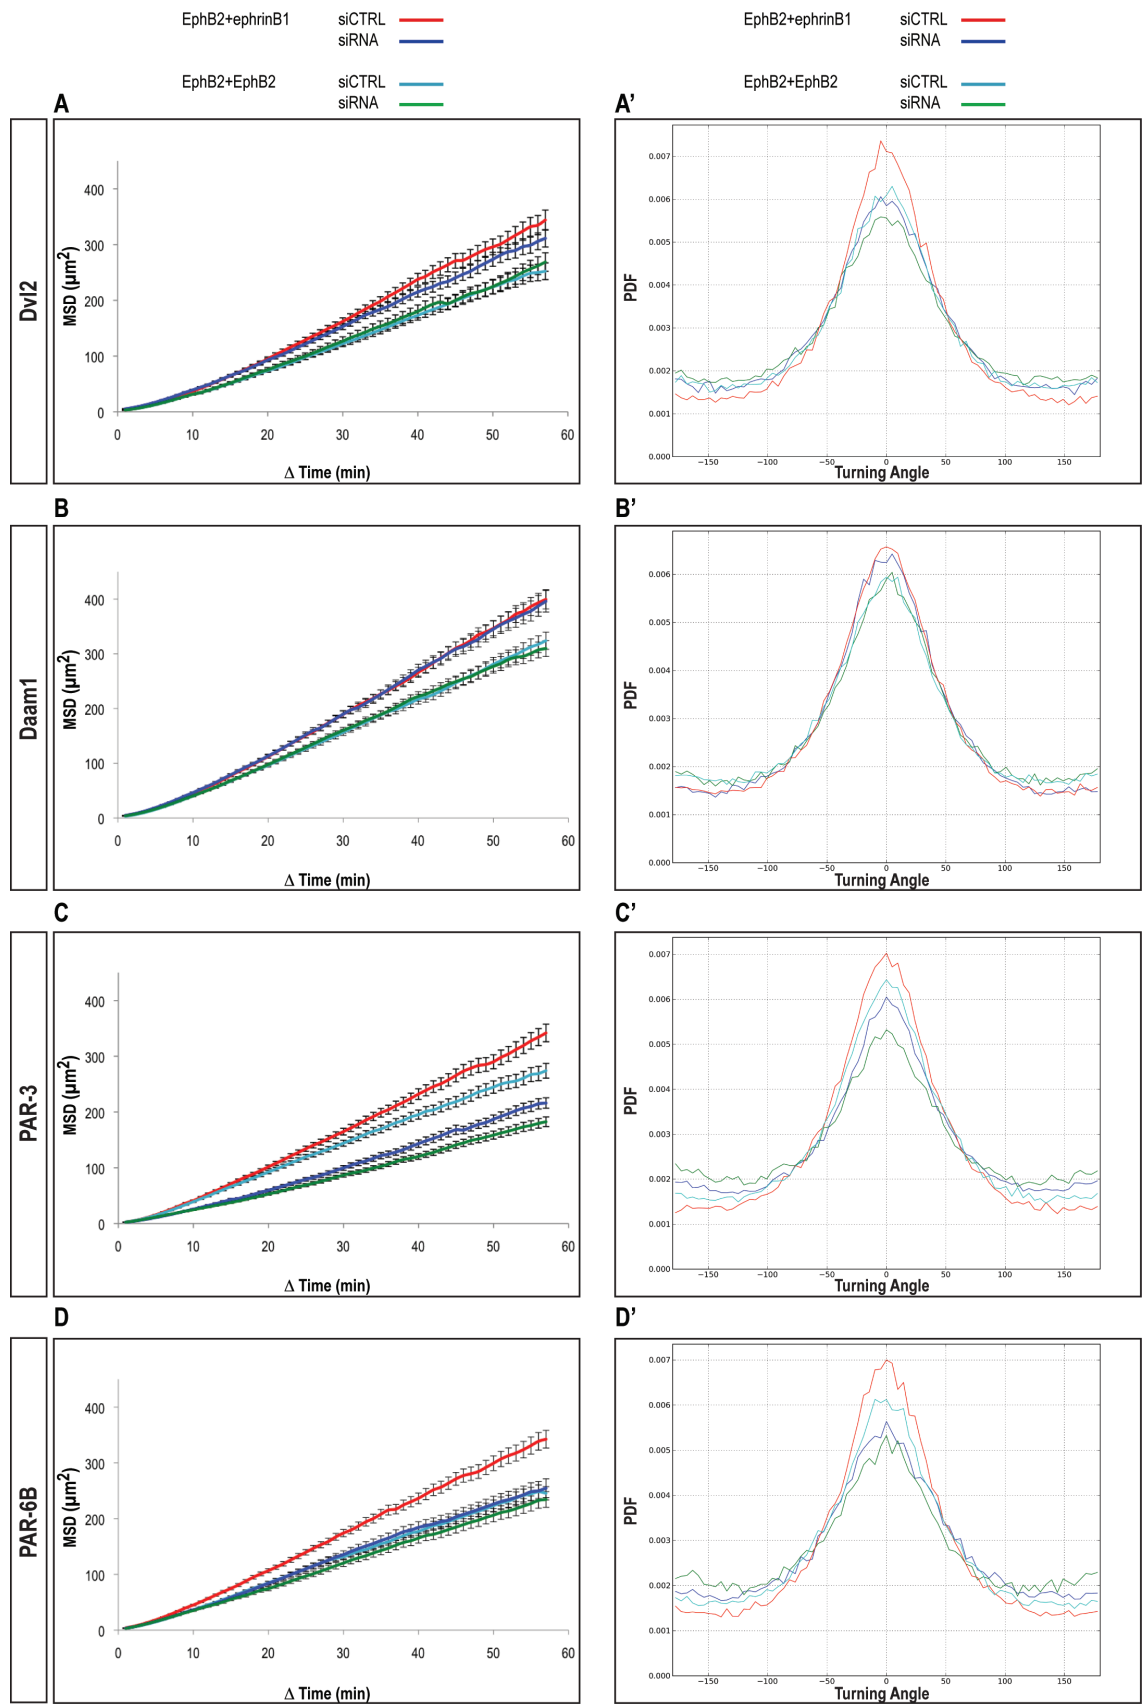 EphB2+ephrinB1 siCTRL
siRNA
EphB2+EphB2 siCTRL
siRNA
EphB2+ephrinB1 siCTRL
siRNA
EphB2+EphB2 siCTRL
siRNA
A
Dvl2
MSD (µm²)
400
300
200
100
0
0 10 20 30 40 50 60
Δ Time (min)
A’
PDF
0.007
0.006
0.005
0.004
0.003
0.002
0.001
0.000
−150 −100 −50 0 50 100 150
Turning Angle
B
Daam1
MSD (µm²)
400
300
200
100
0
0 10 20 30 40 50 60
Δ Time (min)
B’
PDF
0.006
0.005
0.004
0.003
0.002
0.001
0.000
−150 −100 −50 0 50 100 150
Turning Angle
C
PAR-3
MSD (µm²)
400
300
200
100
0
0 10 20 30 40 50 60
Δ Time (min)
C’
PDF
0.007
0.006
0.005
0.004
0.003
0.002
0.001
0.000
−150 −100 −50 0 50 100 150
Turning Angle
D
PAR-6B
MSD (µm²)
400
300
200
100
0
0 10 20 30 40 50 60
Δ Time (min)
D’
PDF
0.007
0.006
0.005
0.004
0.003
0.002
0.001
0.000
−150 −100 −50 0 50 100 150
Turning Angle